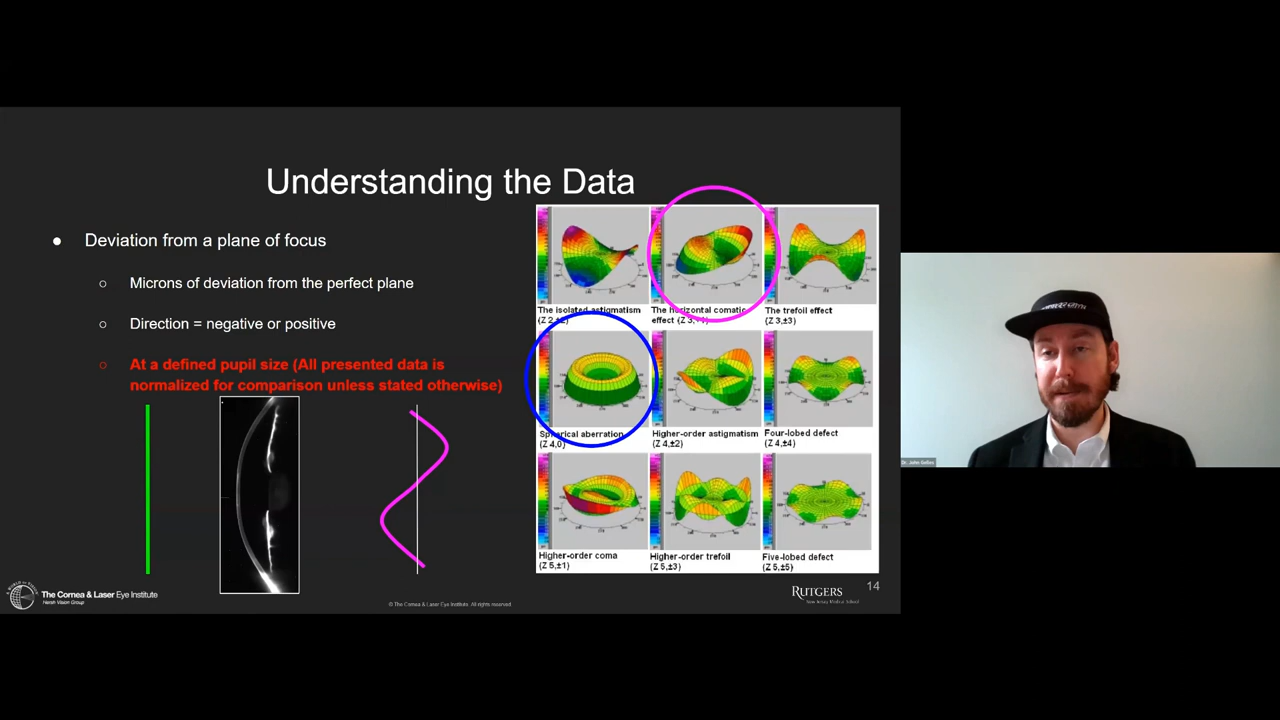 Understanding the Data
● Deviation from a plane of focus
○ Microns of deviation from the perfect plane
○ Direction = negative or positive
○ At a defined pupil size (All presented data is
normalized for comparison unless stated otherwise)
The isolated astigmatism
(Z 2,±2)
The horizontal comatic
effect (Z 3,±1)
The trefoil effect
(Z 3,±3)
Spherical aberration
(Z 4,0)
Higher-order astigmatism
(Z 4,±2)
Four-lobed defect
(Z 4,±4)
Higher-order coma
(Z 5,±1)
Higher-order trefoil
(Z 5,±3)
Five-lobed defect
(Z 5,±5)
The Cornea & Laser Eye Institute
Hersh Vision Group
© The Cornea & Laser Eye Institute. All rights reserved.
RUTGERS
New Jersey Medical School
14
Dr. John Gelles